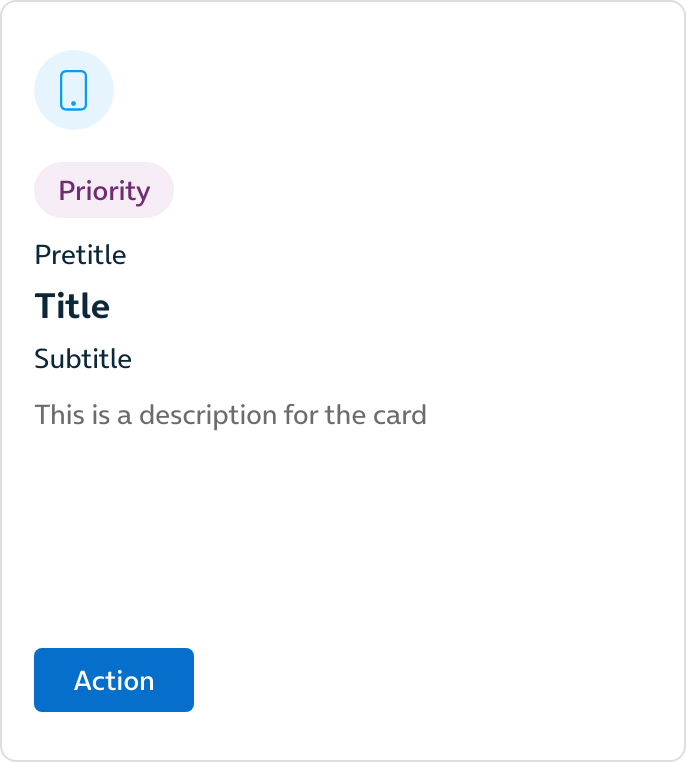 Priority
Pretitle
Title
Subtitle
This is a description for the card
Action